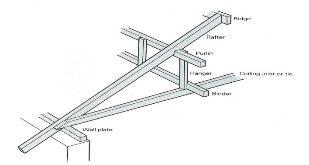 Ridge
Rafter
Purlin
Hanger
Ceiling joist or tie
Binder
Wall plate